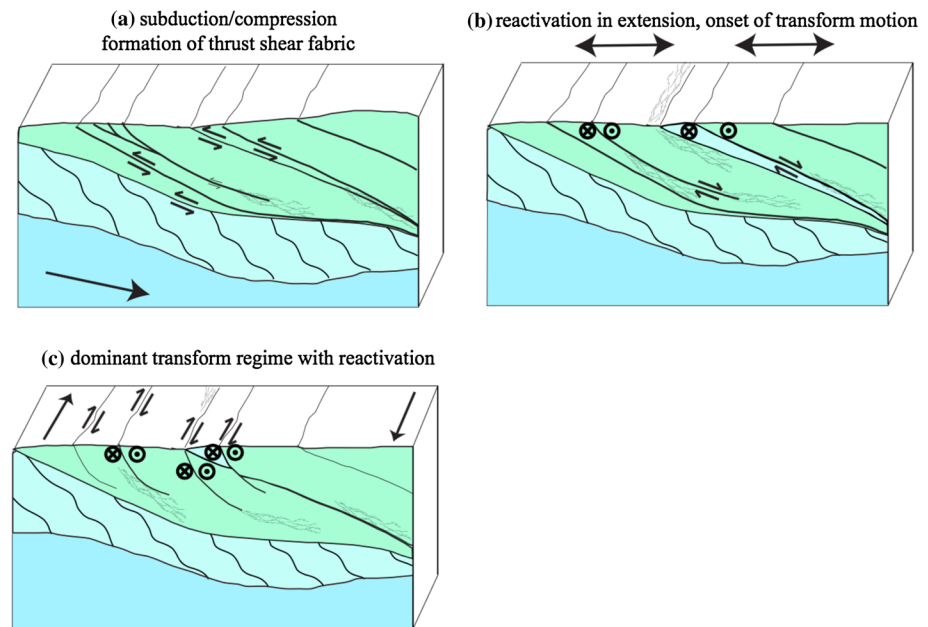 (a) subduction/compression
formation of thrust shear fabric
(b) reactivation in extension, onset of transform motion
(c) dominant transform regime with reactivation